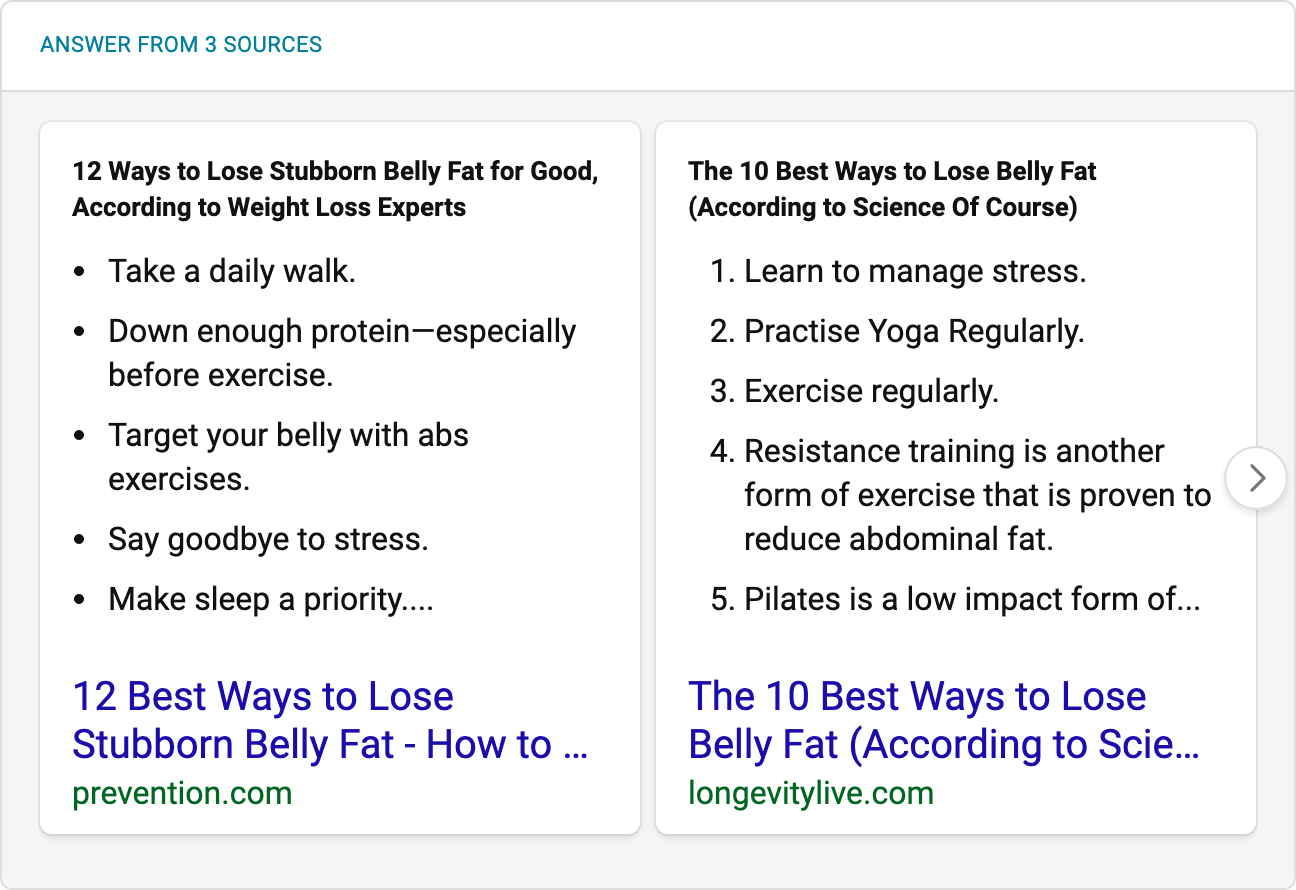 ANSWER FROM 3 SOURCES
12 Ways to Lose Stubborn Belly Fat for Good,
According to Weight Loss Experts
• Take a daily walk.
• Down enough protein—especially
before exercise.
• Target your belly with abs
exercises.
• Say goodbye to stress.
• Make sleep a priority....
12 Best Ways to Lose
Stubborn Belly Fat - How to ...
prevention.com
The 10 Best Ways to Lose Belly Fat
(According to Science Of Course)
1. Learn to manage stress.
2. Practise Yoga Regularly.
3. Exercise regularly.
4. Resistance training is another
form of exercise that is proven to
reduce abdominal fat.
5. Pilates is a low impact form of...
The 10 Best Ways to Lose
Belly Fat (According to Scie...
longevitylive.com